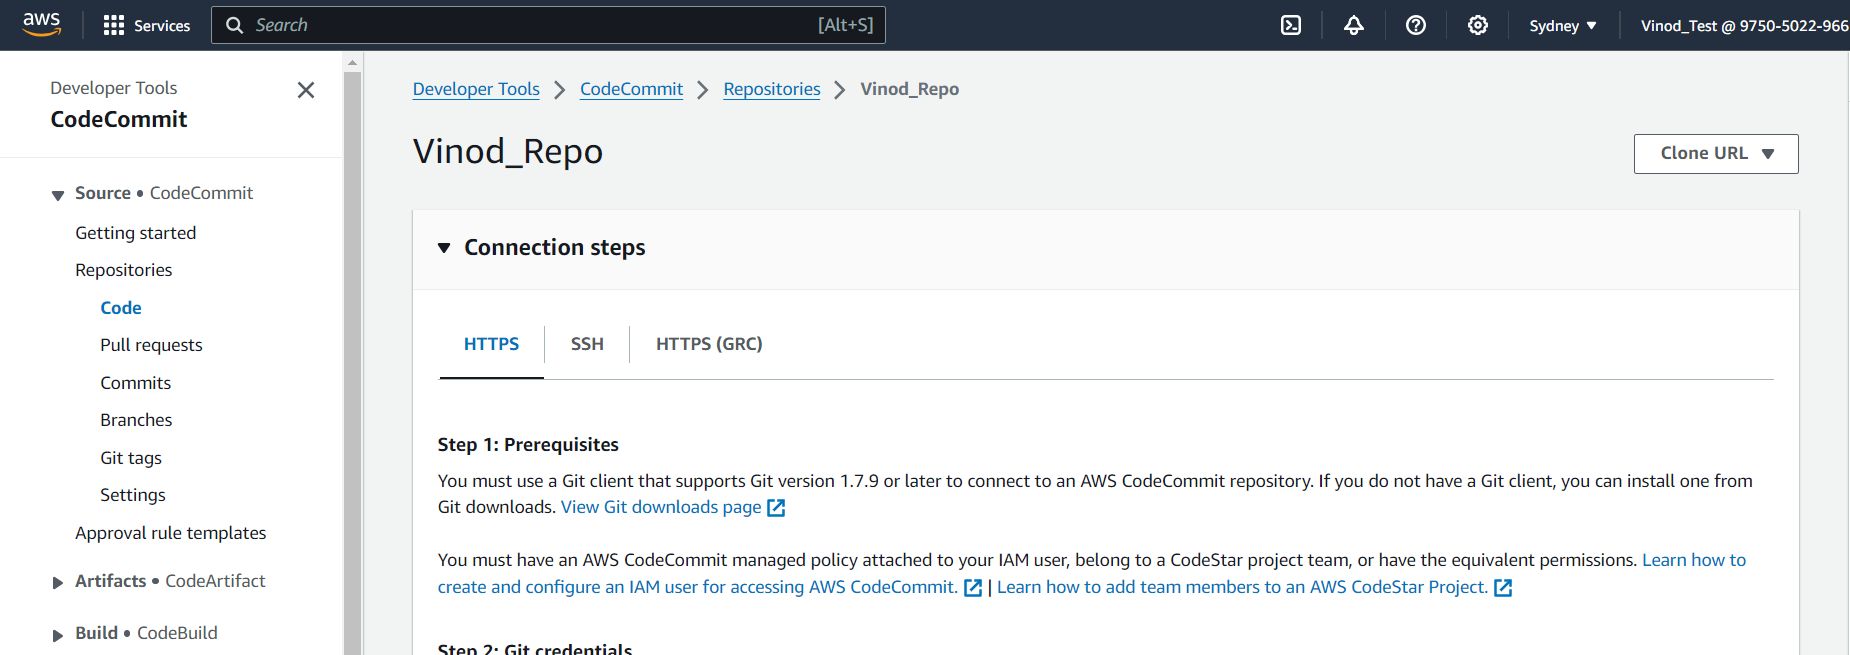 aws Services Search [Alt+S] Sydney Vinod_Test @ 9750-5022-966
Developer Tools
CodeCommit
Source • CodeCommit
Getting started
Repositories
Code
Pull requests
Commits
Branches
Git tags
Settings
Approval rule templates
Artifacts • CodeArtifact
Build • CodeBuild
Developer Tools > CodeCommit > Repositories > Vinod_Repo
Vinod_Repo
Clone URL
Connection steps
HTTPS SSH HTTPS (GRC)
Step 1: Prerequisites
You must use a Git client that supports Git version 1.7.9 or later to connect to an AWS CodeCommit repository. If you do not have a Git client, you can install one from
Git downloads. View Git downloads page
You must have an AWS CodeCommit managed policy attached to your IAM user, belong to a CodeStar project team, or have the equivalent permissions. Learn how to
create and configure an IAM user for accessing AWS CodeCommit. | Learn how to add team members to an AWS CodeStar Project.
Step 2: Git credentials